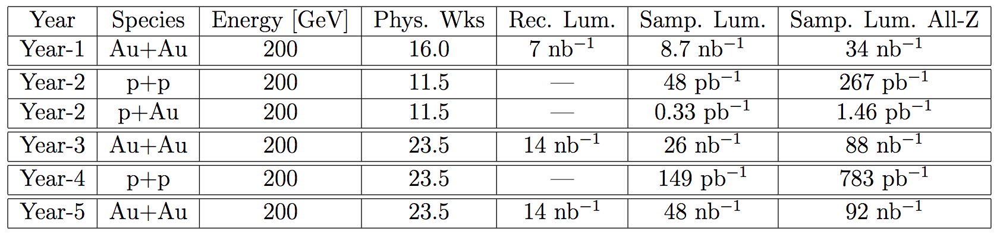 Year Species Energy [GeV] Phys. Wks Rec. Lum. Samp. Lum. Samp. Lum. All-Z
Year-1 Au+Au 200 16.0 7 nb⁻¹ 8.7 nb⁻¹ 34 nb⁻¹
Year-2 p+p 200 11.5 — 48 pb⁻¹ 267 pb⁻¹
Year-2 p+Au 200 11.5 — 0.33 pb⁻¹ 1.46 pb⁻¹
Year-3 Au+Au 200 23.5 14 nb⁻¹ 26 nb⁻¹ 88 nb⁻¹
Year-4 p+p 200 23.5 — 149 pb⁻¹ 783 pb⁻¹
Year-5 Au+Au 200 23.5 14 nb⁻¹ 48 nb⁻¹ 92 nb⁻¹